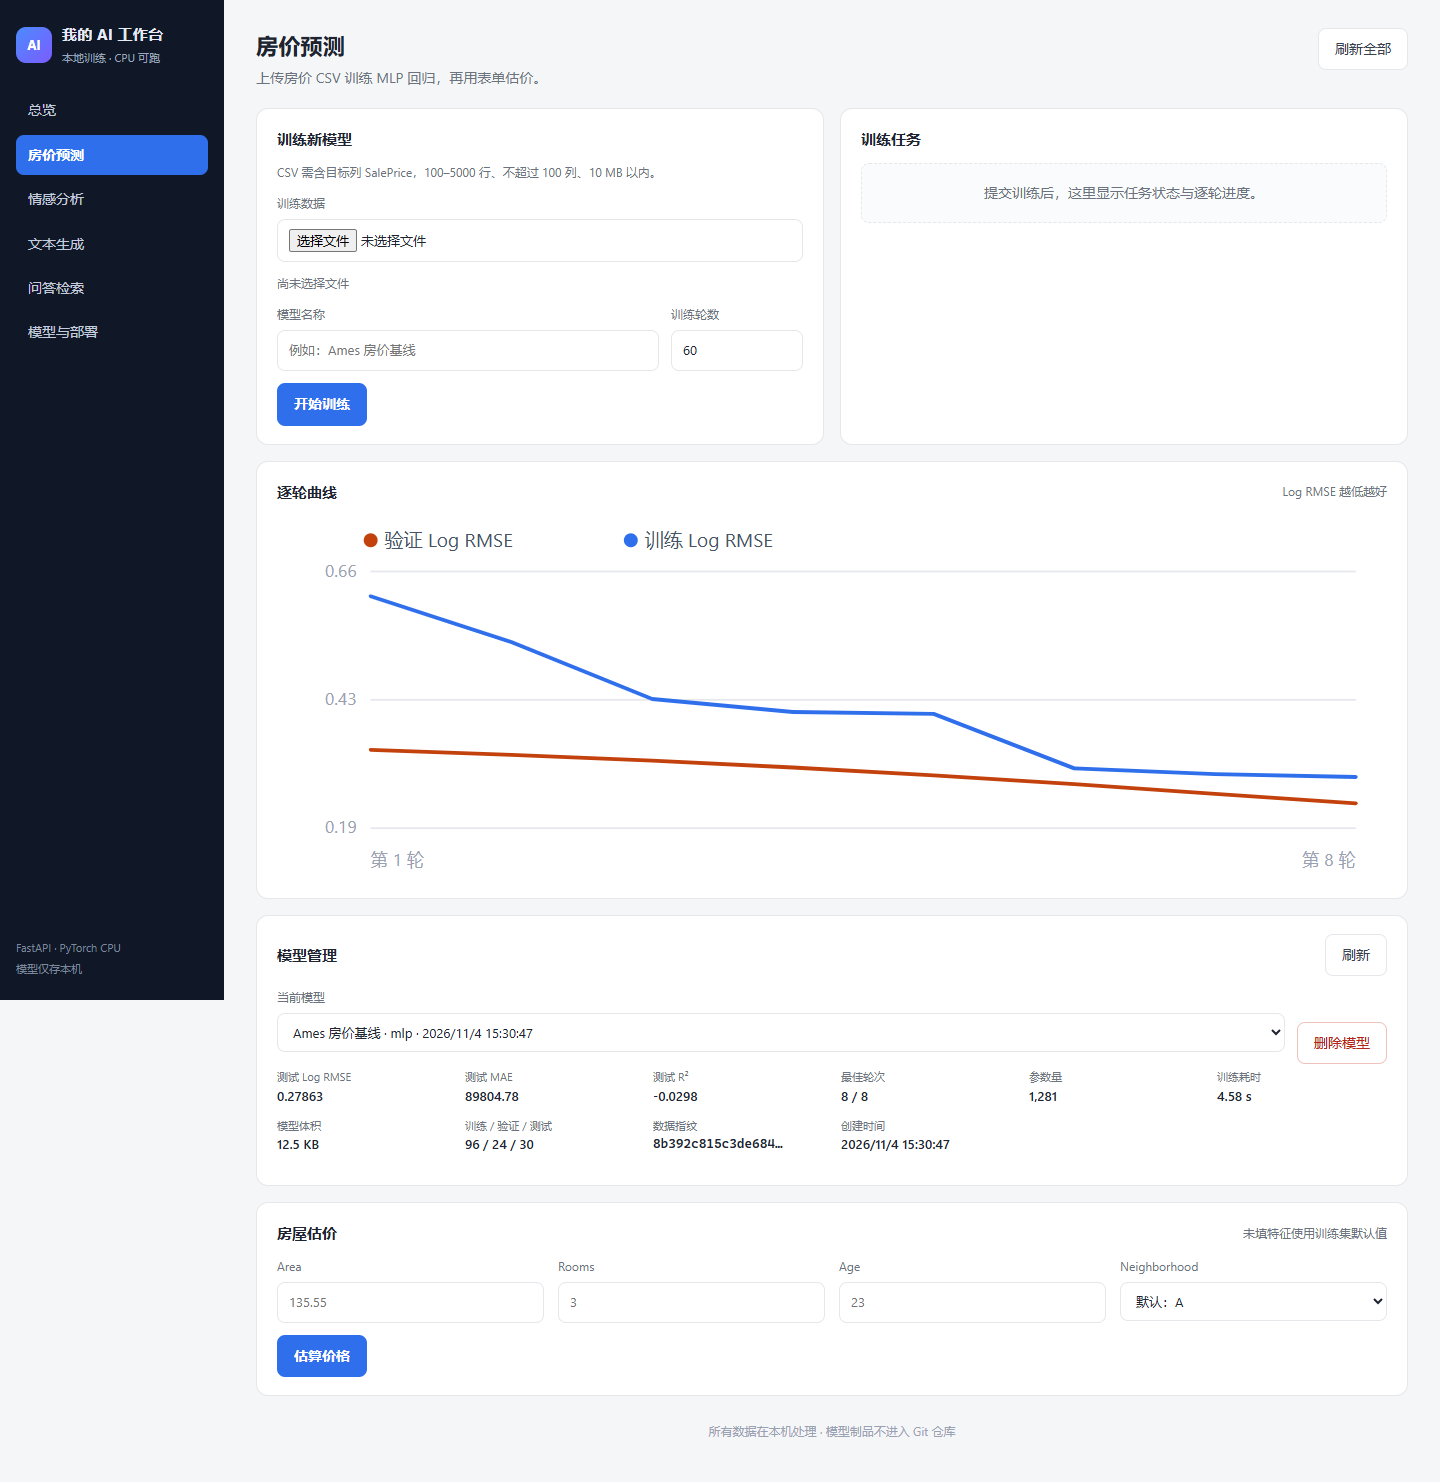 AI
我的 AI 工作台
本地训练 · CPU 可跑
总览
房价预测
情感分析
文本生成
问答检索
模型与部署
FastAPI · PyTorch CPU
模型仅存本机
房价预测
上传房价 CSV 训练 MLP 回归，再用表单估价。
刷新全部
训练新模型
CSV 需含目标列 SalePrice，100–5000 行、不超过 100 列、10 MB 以内。
训练数据
选择文件 未选择文件
尚未选择文件
模型名称 训练轮数
例如：Ames 房价基线 60
开始训练
训练任务
提交训练后，这里显示任务状态与逐轮进度。
逐轮曲线 Log RMSE 越低越好
验证 Log RMSE 训练 Log RMSE
0.66
0.43
0.19
第 1 轮 第 8 轮
模型管理 刷新
当前模型
Ames 房价基线 · mlp · 2026/11/4 15:30:47
删除模型
测试 Log RMSE 测试 MAE 测试 R² 最佳轮次 参数量 训练耗时
0.27863 89804.78 -0.0298 8 / 8 1,281 4.58 s
模型体积 训练 / 验证 / 测试 数据指纹 创建时间
12.5 KB 96 / 24 / 30 8b392c815c3de684… 2026/11/4 15:30:47
房屋估价 未填特征使用训练集默认值
Area Rooms Age Neighborhood
135.55 3 23 默认：A
估算价格
所有数据在本机处理 · 模型制品不进入 Git 仓库